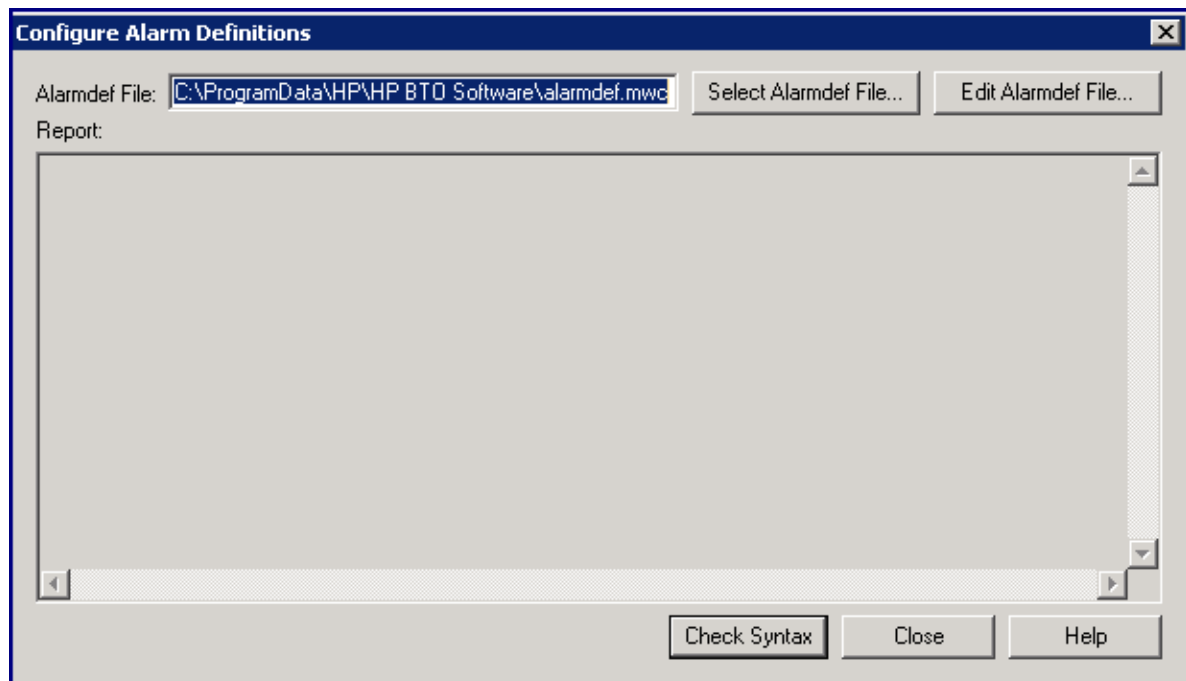 Configure Alarm Definitions
Alarmdef File: C:\ProgramData\HP\HP BTO Software\alarmdef.mwc Select Alarmdef File... Edit Alarmdef File...
Report:
Check Syntax Close Help